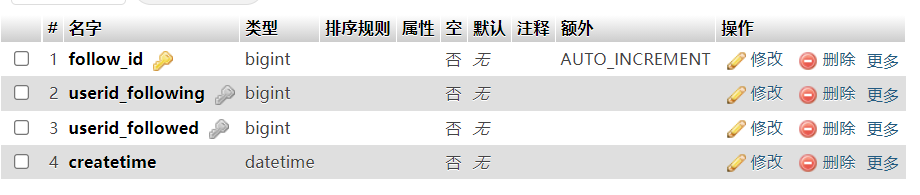 # 名字 类型 排序规则 属性 空 默认 注释 额外 操作
1 follow_id bigint 否 无 AUTO_INCREMENT 修改 删除 更多
2 userid_following bigint 否 无 修改 删除 更多
3 userid_followed bigint 否 无 修改 删除 更多
4 createtime datetime 否 无 修改 删除 更多